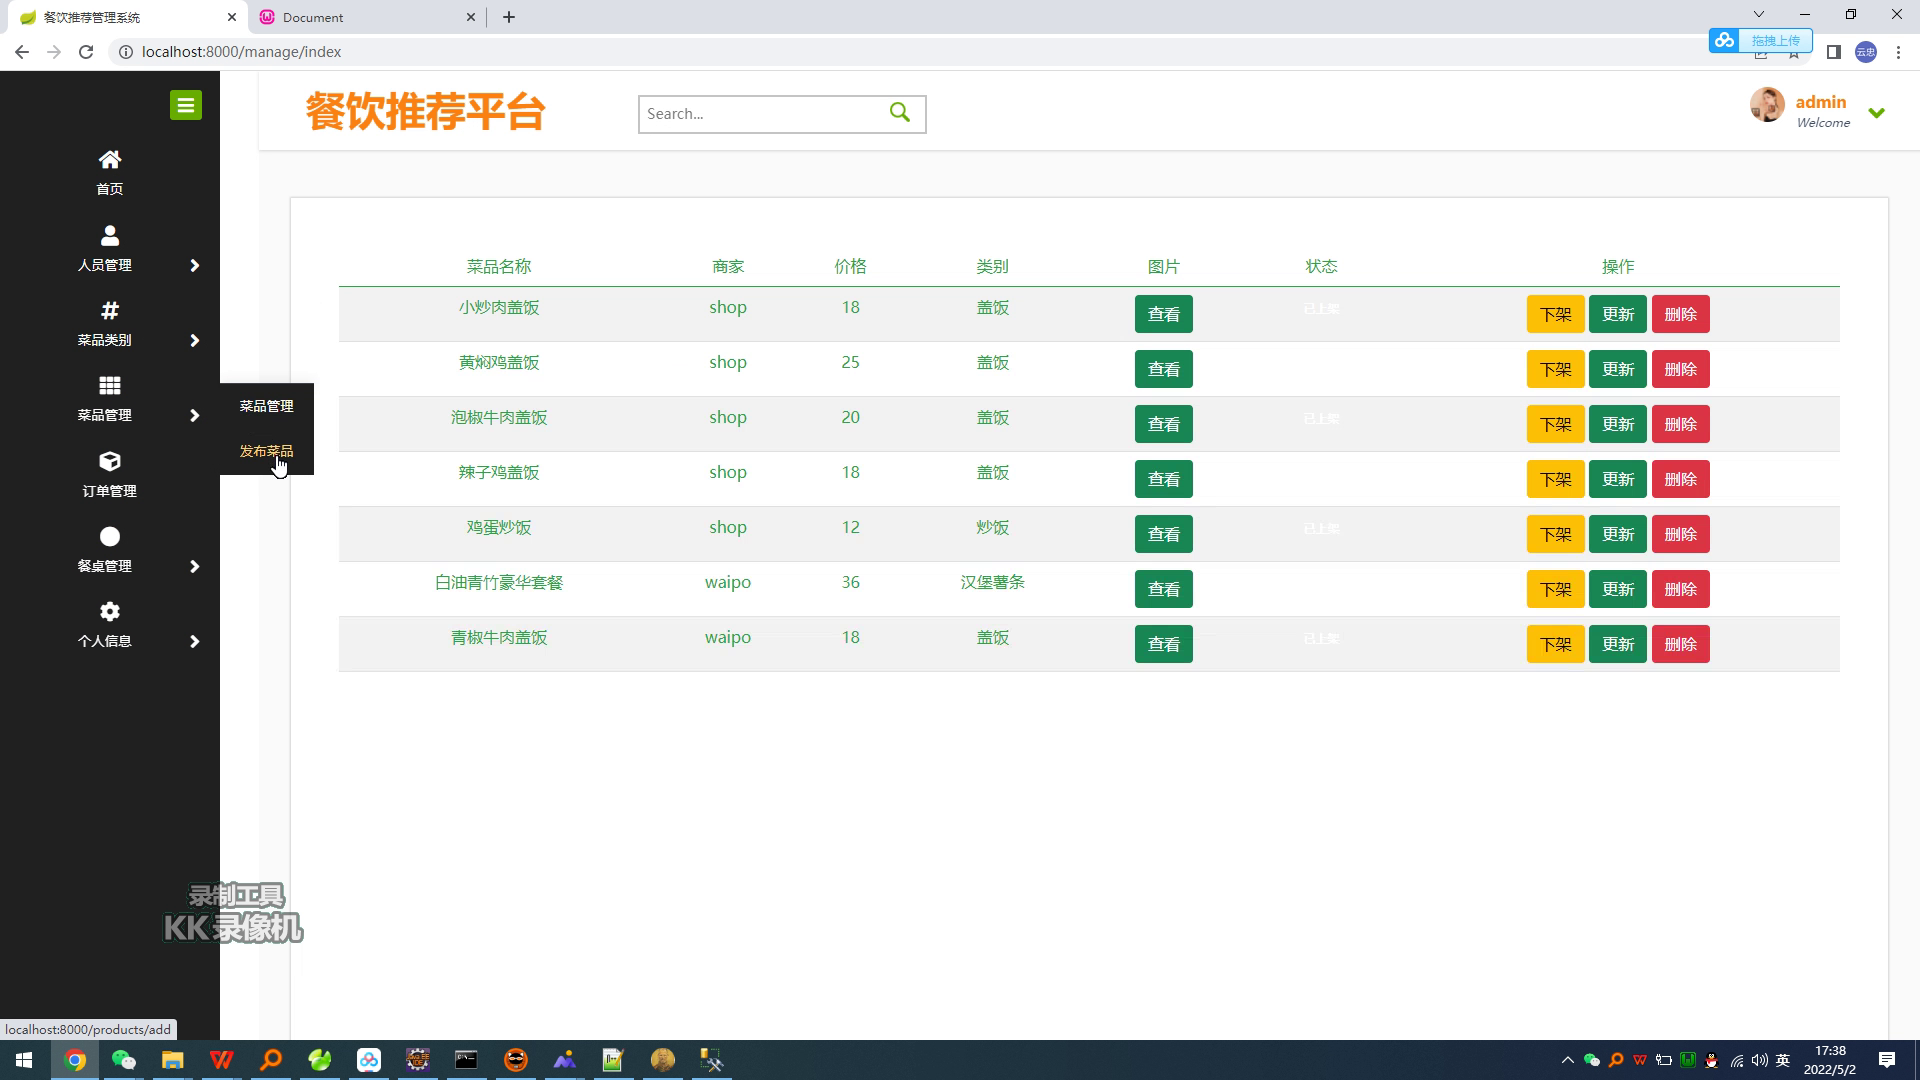 餐饮推荐管理系统
Document
localhost:8000/manage/index
拖拽上传
云忠
餐饮推荐平台
Search...
admin
Welcome
首页
人员管理
菜品类别
菜品管理
订单管理
餐桌管理
个人信息
菜品管理
发布菜品
菜品名称 商家 价格 类别 图片 状态 操作
小炒肉盖饭 shop 18 盖饭 查看 已上架 下架 更新 删除
黄焖鸡盖饭 shop 25 盖饭 查看 下架 更新 删除
泡椒牛肉盖饭 shop 20 盖饭 查看 已上架 下架 更新 删除
辣子鸡盖饭 shop 18 盖饭 查看 下架 更新 删除
鸡蛋炒饭 shop 12 炒饭 查看 已上架 下架 更新 删除
白油青竹豪华套餐 waipo 36 汉堡薯条 查看 下架 更新 删除
青椒牛肉盖饭 waipo 18 盖饭 查看 已上架 下架 更新 删除
录制工具
KK录像机
localhost:8000/products/add
英
17:38
2022/5/2